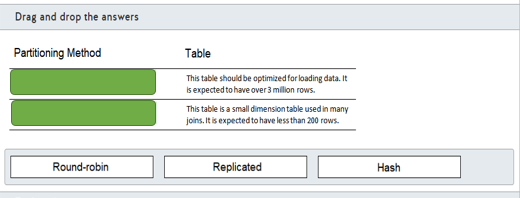 Drag and drop the answers
Partitioning Method Table
This table should be optimized for loading data. It
is expected to have over 3 million rows.
This table is a small dimension table used in many
joins. It is expected to have less than 200 rows.
Round-robin Replicated Hash